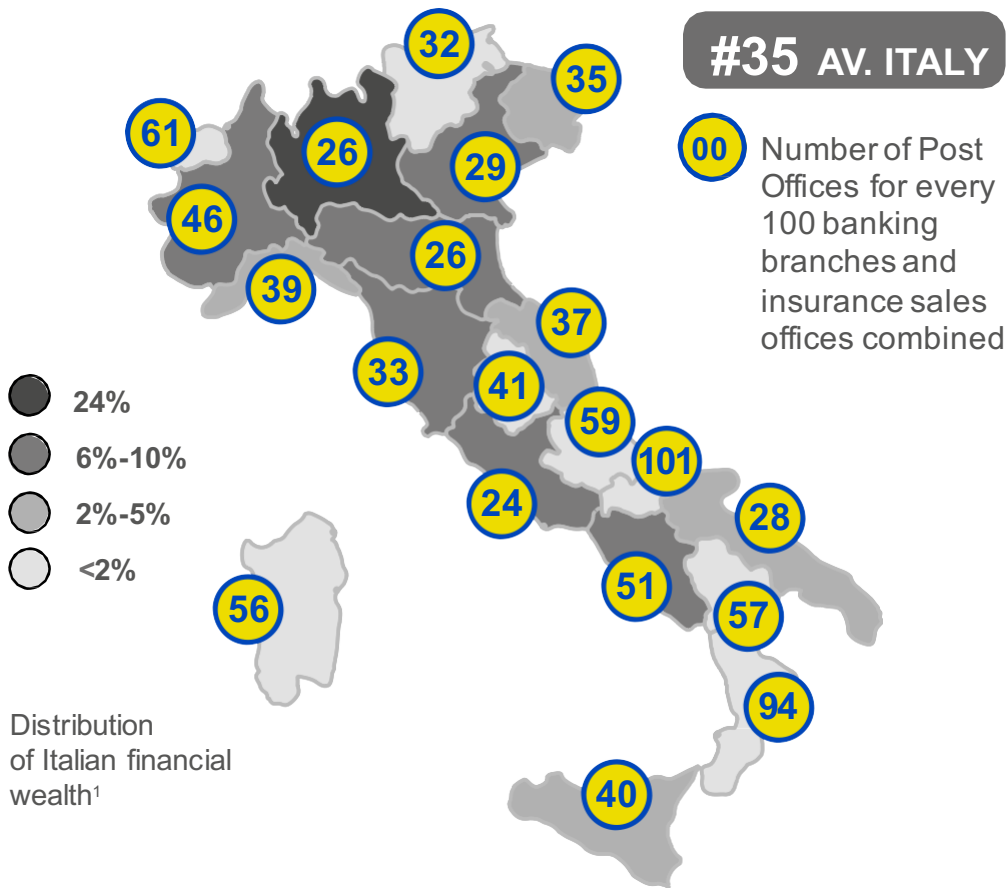 #35 AV. ITALY
00
Number of Post
Offices for every
100 banking
branches and
insurance sales
offices combined
32
35
61
26
29
46
26
39
37
33
41
59
101
24
28
51
57
56
94
40
24%
6%-10%
2%-5%
<2%
Distribution
of Italian financial
wealth¹